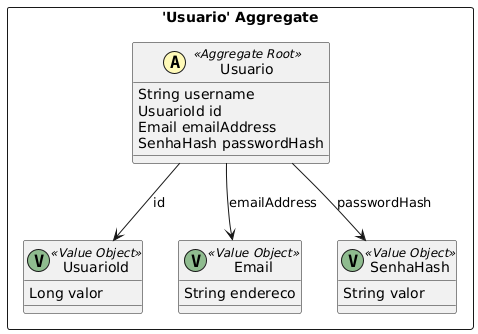 'Usuario' Aggregate
A
«Aggregate Root»
Usuario
String username
UsuarioId id
Email emailAddress
SenhaHash passwordHash
id
emailAddress
passwordHash
V
«Value Object»
UsuarioId
Long valor
V
«Value Object»
Email
String endereco
V
«Value Object»
SenhaHash
String valor